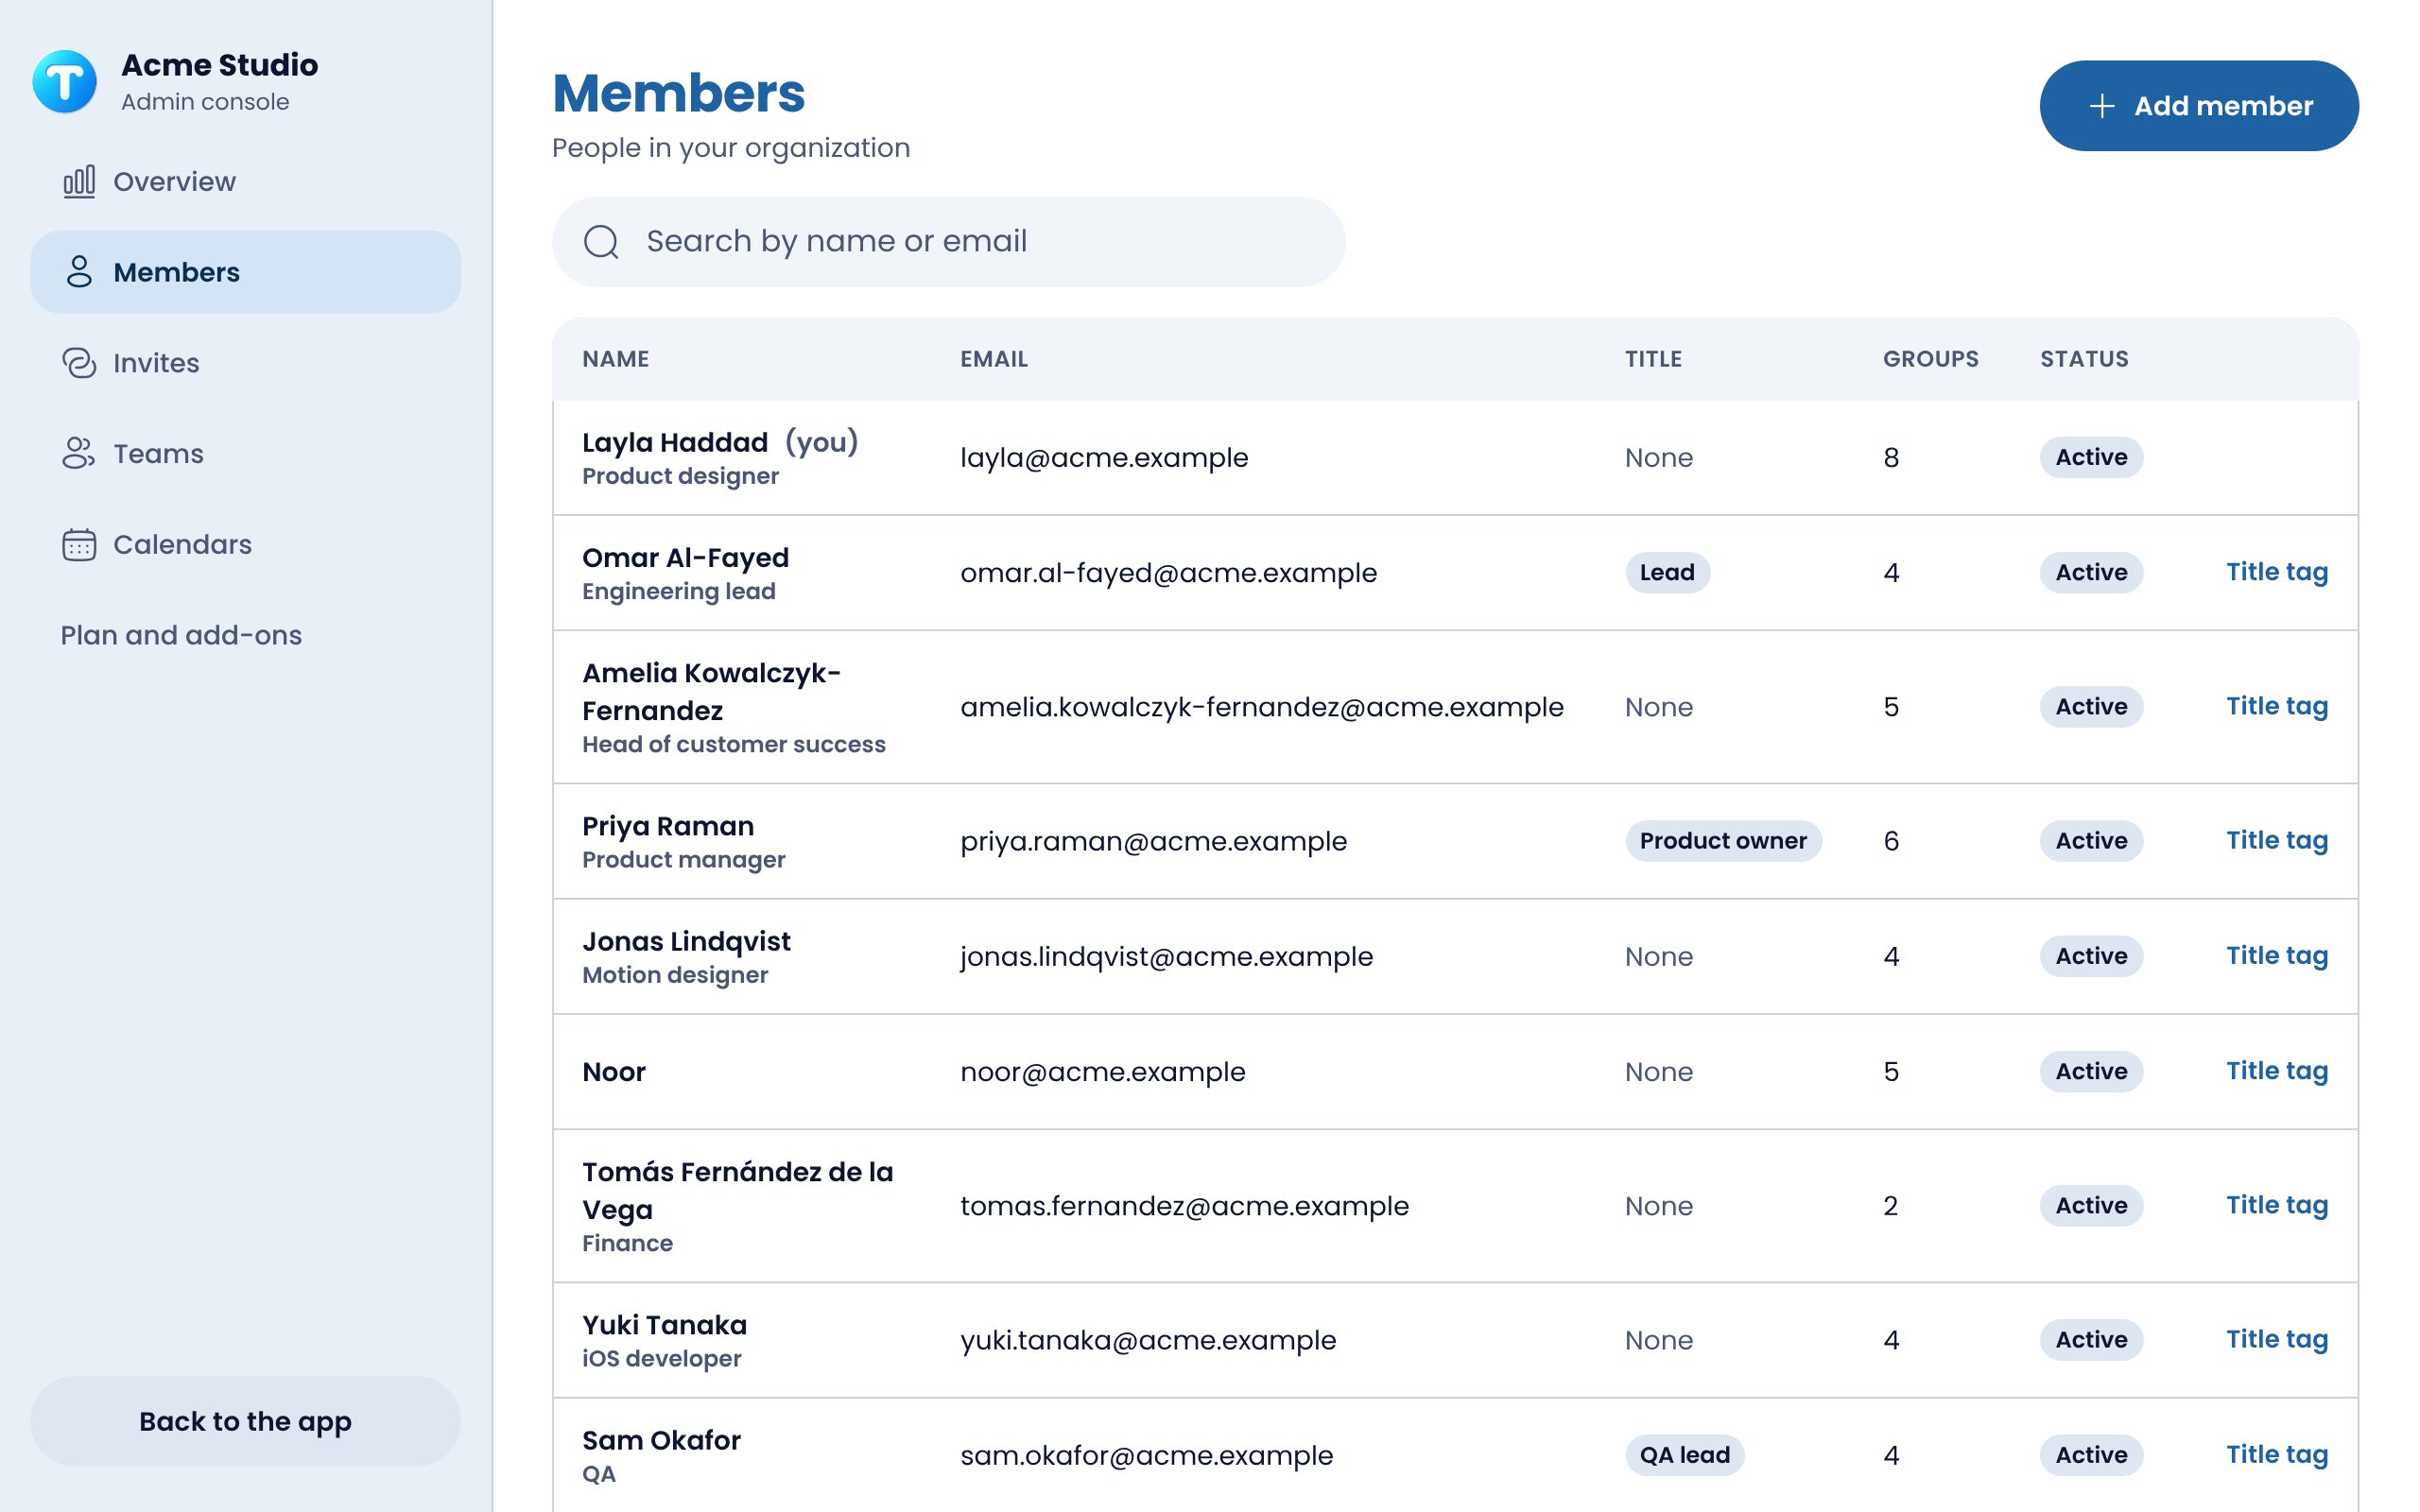 Acme Studio
Admin console
Overview
Members
Invites
Teams
Calendars
Plan and add-ons
Back to the app
Members
People in your organization
Add member
Search by name or email
NAME EMAIL TITLE GROUPS STATUS
Layla Haddad (you)
Product designer
layla@acme.example None 8 Active
Omar Al-Fayed
Engineering lead
omar.al-fayed@acme.example Lead 4 Active Title tag
Amelia Kowalczyk-
Fernandez
Head of customer success
amelia.kowalczyk-fernandez@acme.example None 5 Active Title tag
Priya Raman
Product manager
priya.raman@acme.example Product owner 6 Active Title tag
Jonas Lindqvist
Motion designer
jonas.lindqvist@acme.example None 4 Active Title tag
Noor noor@acme.example None 5 Active Title tag
Tomás Fernández de la
Vega
Finance
tomas.fernandez@acme.example None 2 Active Title tag
Yuki Tanaka
iOS developer
yuki.tanaka@acme.example None 4 Active Title tag
Sam Okafor
QA
sam.okafor@acme.example QA lead 4 Active Title tag